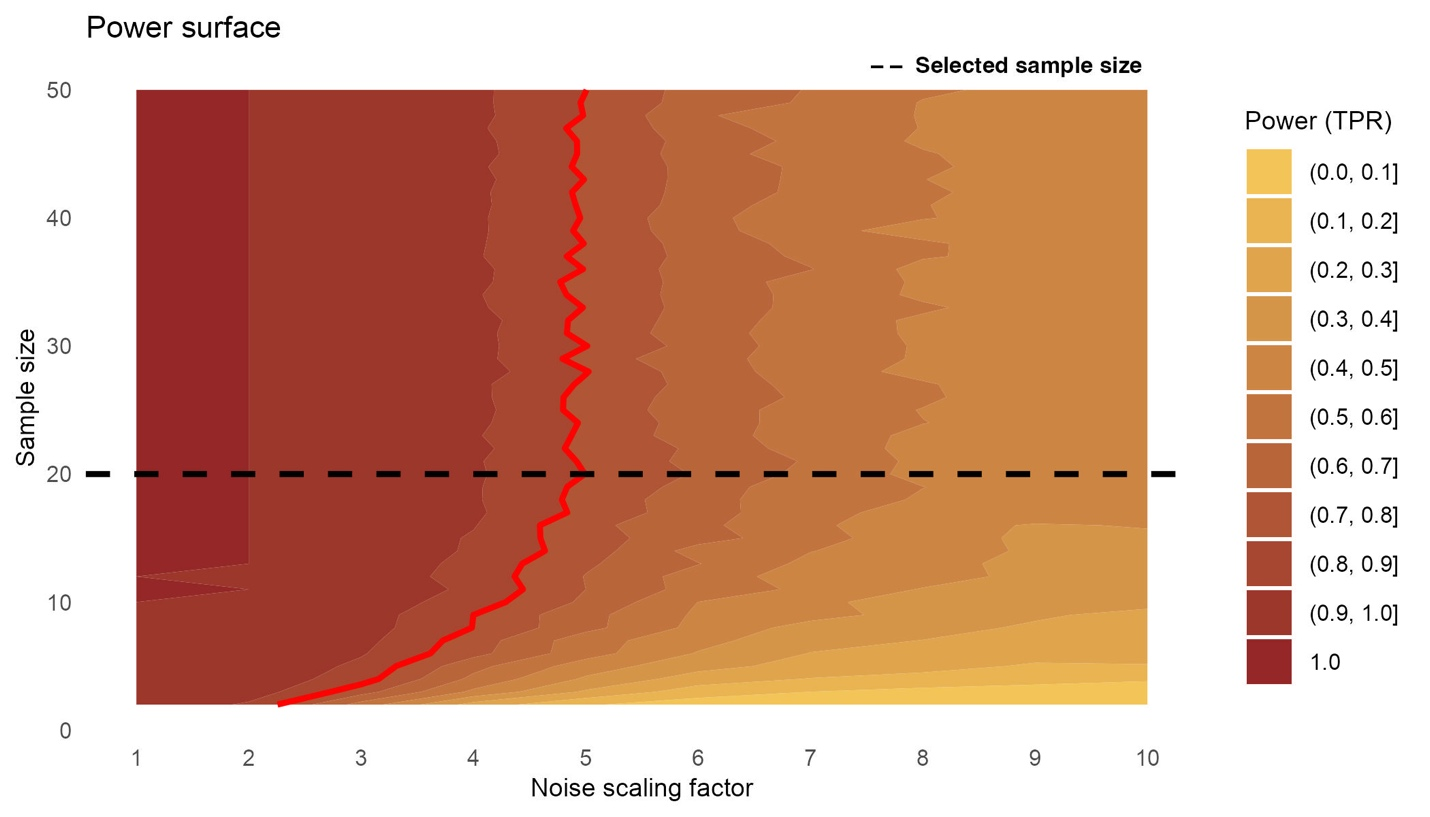 Power surface
Selected sample size
50
40
30
20
10
0
Sample size
1 2 3 4 5 6 7 8 9 10
Noise scaling factor
Power (TPR)
(0.0, 0.1]
(0.1, 0.2]
(0.2, 0.3]
(0.3, 0.4]
(0.4, 0.5]
(0.5, 0.6]
(0.6, 0.7]
(0.7, 0.8]
(0.8, 0.9]
(0.9, 1.0]
1.0